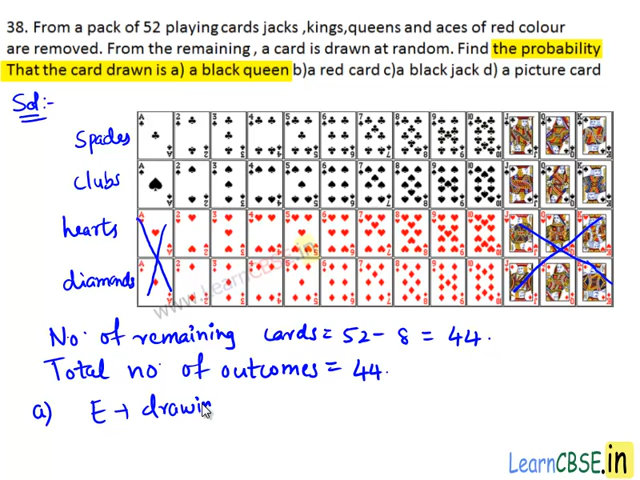 38. From a pack of 52 playing cards jacks ,kings,queens and aces of red colour
are removed. From the remaining , a card is drawn at random. Find the probability
That the card drawn is a) a black queen b)a red card c)a black jack d) a picture card
Sol:-
Spades
clubs
hearts
diamonds
www.LearnCBSE.in
No. of remaining cards = 52 - 8 = 44.
Total no of outcomes = 44.
a) E → drawin
LearnCBSE.in